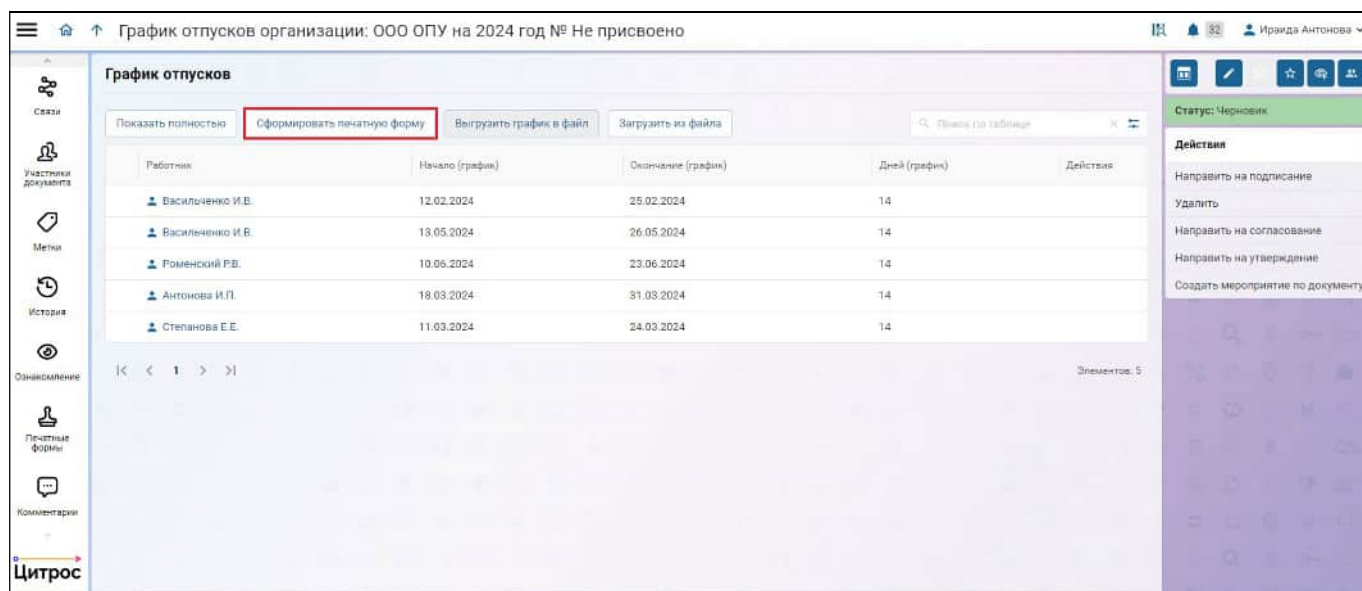 График отпусков организации: ООО ОПУ на 2024 год № Не присвоено
32
Ираида Антонова
Связи
Участники
документа
Метки
История
Ознакомление
Печатные
формы
Комментарии
Цитрос
График отпусков
Показать полностью
Сформировать печатную форму
Выгрузить график в файл
Загрузить из файла
Поиск по таблице
Работник
Начало (график)
Окончание (график)
Дней (график)
Действия
Васильченко И.В.
12.02.2024
25.02.2024
14
Васильченко И.В.
13.05.2024
26.05.2024
14
Роменский Р.В.
10.06.2024
23.06.2024
14
Антонова И.П.
18.03.2024
31.03.2024
14
Степанова Е.Е.
11.03.2024
24.03.2024
14
1
Элементов: 5
Статус: Черновик
Действия
Направить на подписание
Удалить
Направить на согласование
Направить на утверждение
Создать мероприятие по документу